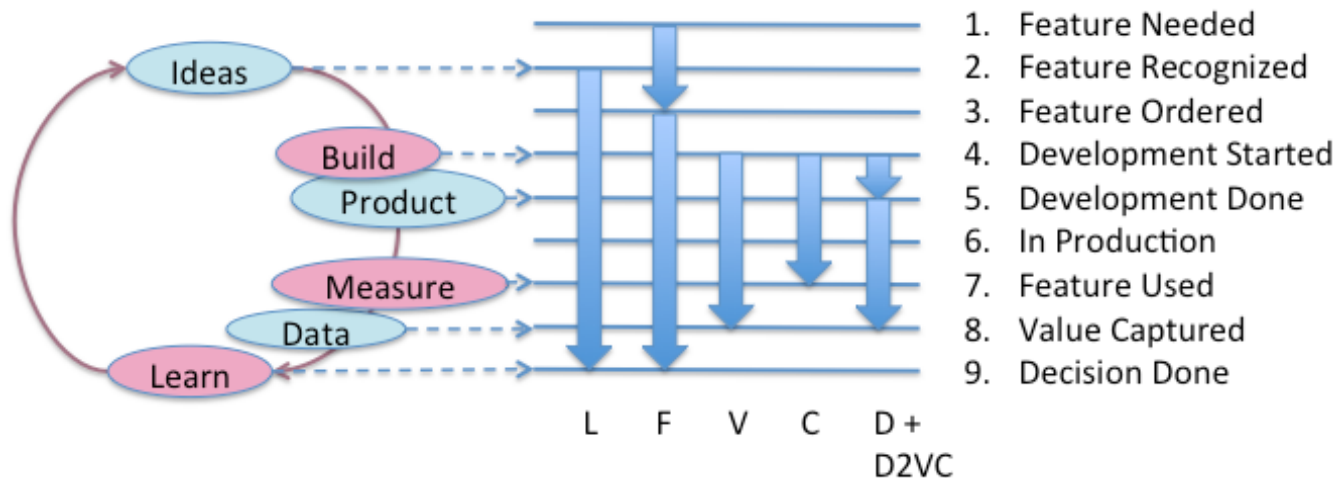 Ideas
Build
Product
Measure
Data
Learn
1. Feature Needed
2. Feature Recognized
3. Feature Ordered
4. Development Started
5. Development Done
6. In Production
7. Feature Used
8. Value Captured
9. Decision Done
L F V C D +
D2VC